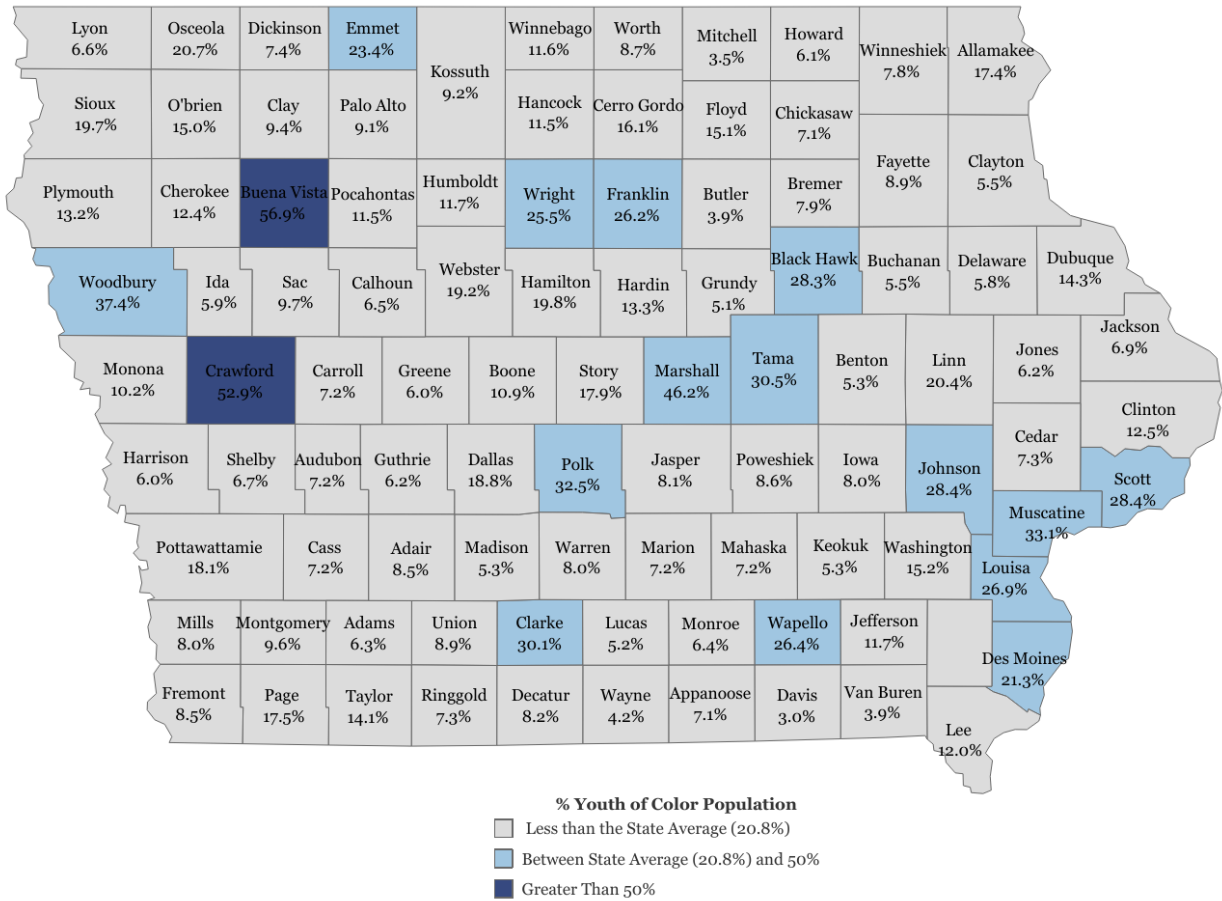 Lyon
6.6%
Osceola
20.7%
Dickinson
7.4%
Emmet
23.4%
Kossuth
9.2%
Winnebago
11.6%
Worth
8.7%
Mitchell
3.5%
Howard
6.1%
Winneshiek
7.8%
Allamakee
17.4%
Sioux
19.7%
O'brien
15.0%
Clay
9.4%
Palo Alto
9.1%
Hancock
11.5%
Cerro Gordo
16.1%
Floyd
15.1%
Chickasaw
7.1%
Fayette
8.9%
Clayton
5.5%
Plymouth
13.2%
Cherokee
12.4%
Buena Vista
56.9%
Pocahontas
11.5%
Humboldt
11.7%
Wright
25.5%
Franklin
26.2%
Butler
3.9%
Bremer
7.9%
Woodbury
37.4%
Ida
5.9%
Sac
9.7%
Calhoun
6.5%
Webster
19.2%
Hamilton
19.8%
Hardin
13.3%
Grundy
5.1%
Black Hawk
28.3%
Buchanan
5.5%
Delaware
5.8%
Dubuque
14.3%
Monona
10.2%
Crawford
52.9%
Carroll
7.2%
Greene
6.0%
Boone
10.9%
Story
17.9%
Marshall
46.2%
Tama
30.5%
Benton
5.3%
Linn
20.4%
Jones
6.2%
Jackson
6.9%
Clinton
12.5%
Harrison
6.0%
Shelby
6.7%
Audubon
7.2%
Guthrie
6.2%
Dallas
18.8%
Polk
32.5%
Jasper
8.1%
Poweshiek
8.6%
Iowa
8.0%
Johnson
28.4%
Cedar
7.3%
Scott
28.4%
Muscatine
33.1%
Pottawattamie
18.1%
Cass
7.2%
Adair
8.5%
Madison
5.3%
Warren
8.0%
Marion
7.2%
Mahaska
7.2%
Keokuk
5.3%
Washington
15.2%
Louisa
26.9%
Mills
8.0%
Montgomery
9.6%
Adams
6.3%
Union
8.9%
Clarke
30.1%
Lucas
5.2%
Monroe
6.4%
Wapello
26.4%
Jefferson
11.7%
Des Moines
21.3%
Fremont
8.5%
Page
17.5%
Taylor
14.1%
Ringgold
7.3%
Decatur
8.2%
Wayne
4.2%
Appanoose
7.1%
Davis
3.0%
Van Buren
3.9%
Lee
12.0%
% Youth of Color Population
Less than the State Average (20.8%)
Between State Average (20.8%) and 50%
Greater Than 50%